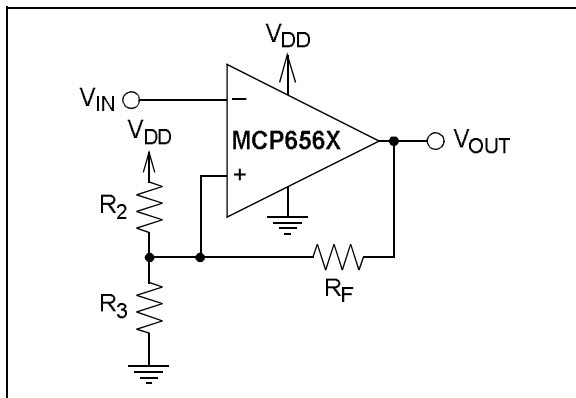 VDD
VIN
−
VDD
MCP656X
VOUT
+
R2
RF
R3